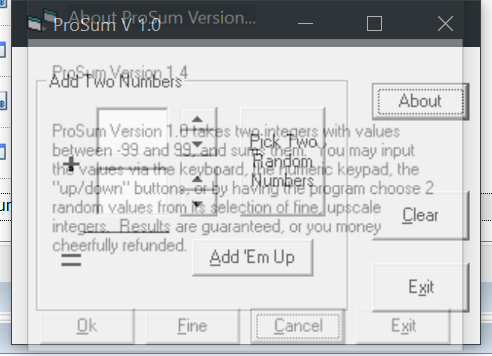 About ProSum Version...
ProSum V 1.0
ProSum Version 1.4
Add Two Numbers
About
ProSum Version 1.0 takes two integers with values
between -99 and 99, and sums them. You may input
the values via the keyboard, the numeric keypad, the
"up/down" buttons, or by having the program choose 2
random values from its selection of fine, upscale
integers. Results are guaranteed, or you money
cheerfully refunded.
+
Pick Two
Random
Numbers
Clear
=
Add 'Em Up
Exit
Ok
Fine
Cancel
Exit